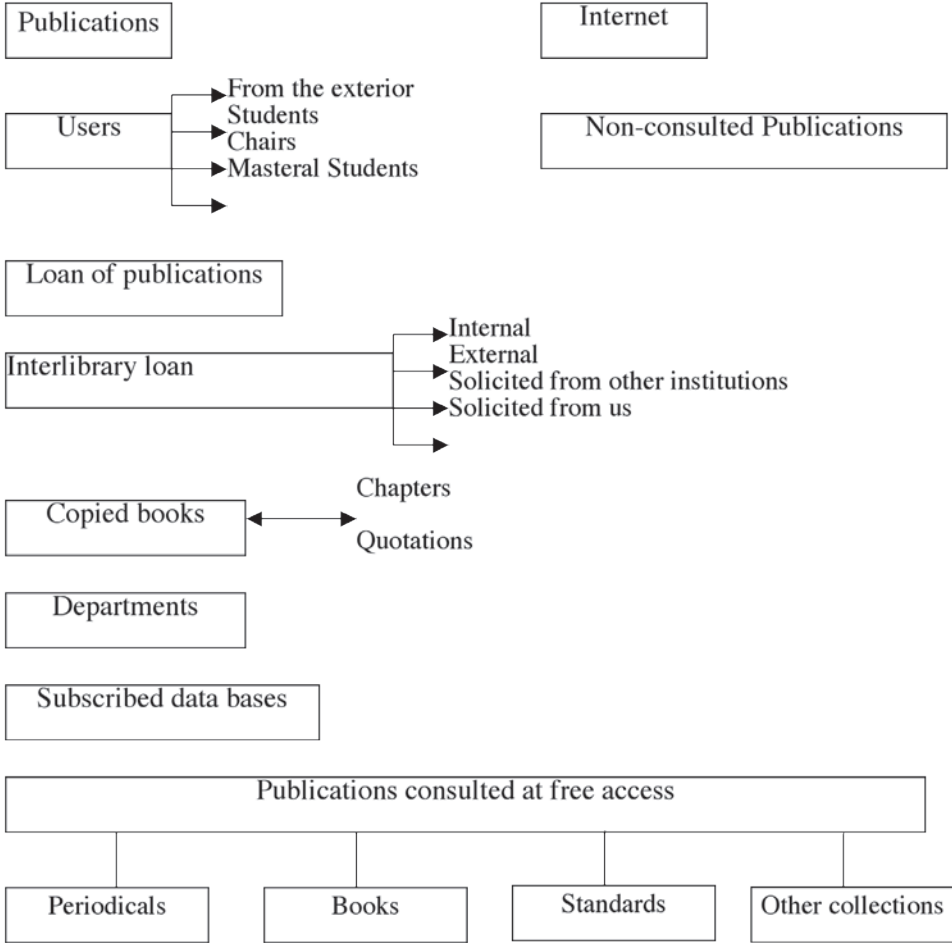 Publications
Internet
Users
From the exterior
Students
Chairs
Masteral Students
Non-consulted Publications
Loan of publications
Interlibrary loan
Internal
External
Solicited from other institutions
Solicited from us
Copied books
Chapters
Quotations
Departments
Subscribed data bases
Publications consulted at free access
Periodicals
Books
Standards
Other collections